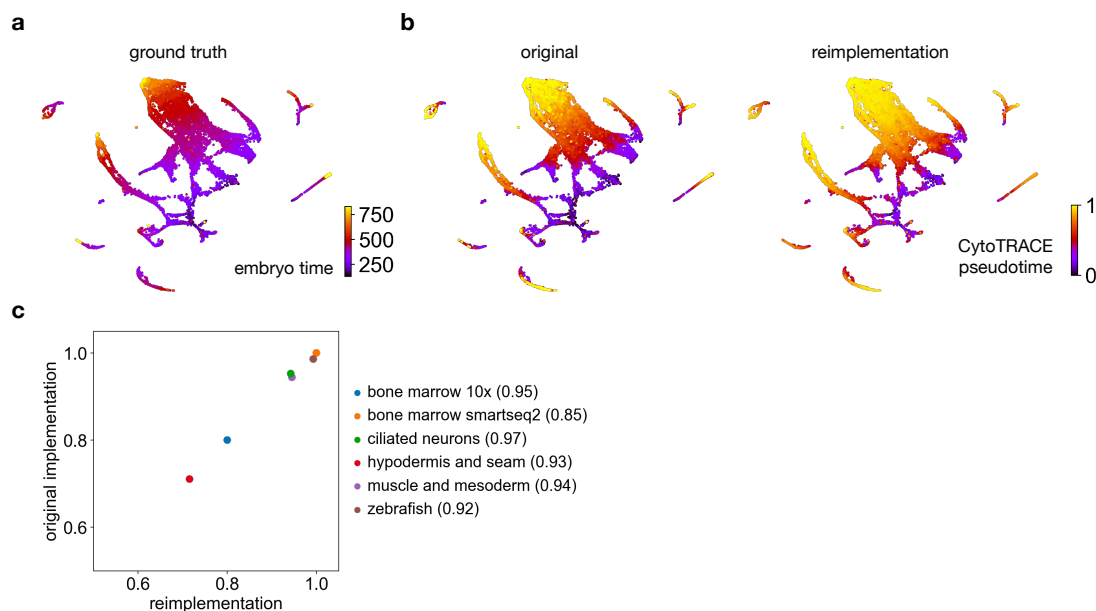 a
ground truth
750
500
250
embryo time
b
original
reimplementation
1
0
CytoTRACE
pseudotime
c
original implementation
1.0
0.8
0.6
0.6
0.8
1.0
reimplementation
bone marrow 10x (0.95)
bone marrow smartseq2 (0.85)
ciliated neurons (0.97)
hypodermis and seam (0.93)
muscle and mesoderm (0.94)
zebrafish (0.92)